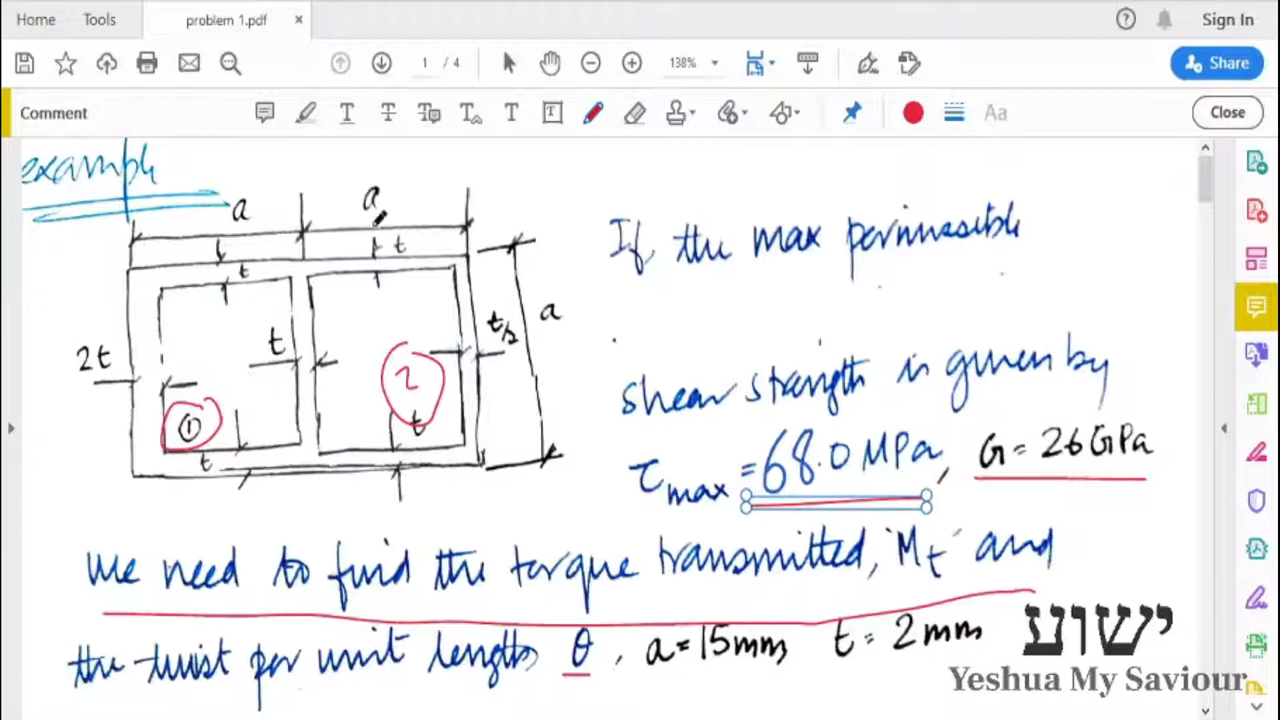 Home Tools problem 1.pdf × Sign In
1 / 4 138% Share
Comment T T T T T Aa Close
example
a a
t t
t/2 a
2t t 2
1 t
t
If the max permissible
shear strength is given by
τmax = 68.0 MPa, G = 26 GPa
We need to find the torque transmitted, Mt and
the twist per unit lengths θ, a = 15mm t = 2mm
ישוע
Yeshua My Saviour